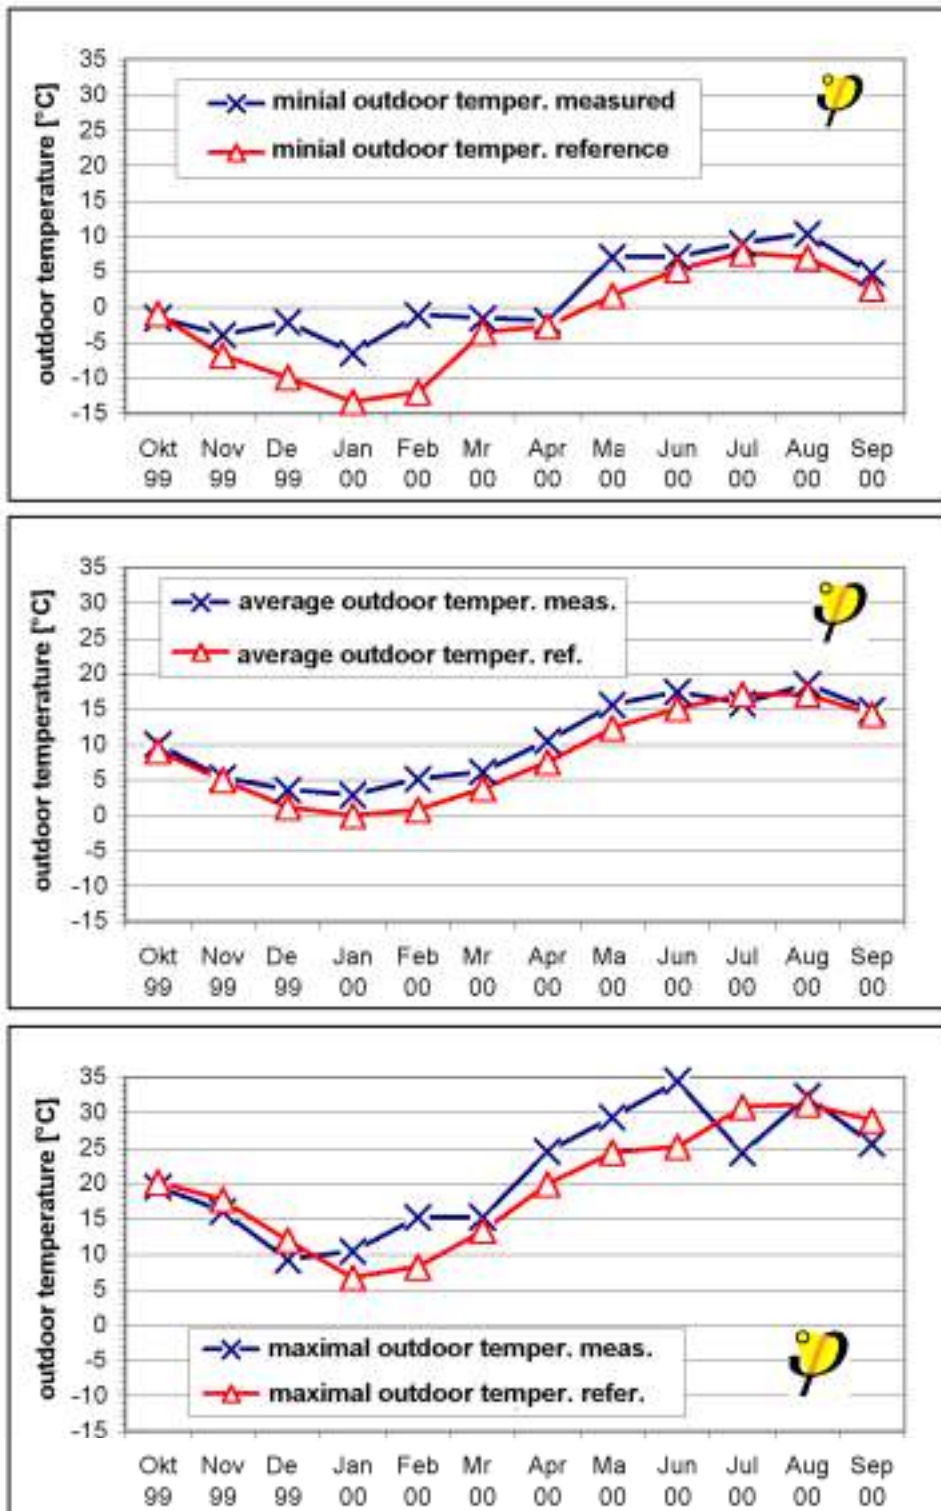 outdoor temperature [°C]
35
30
25
20
15
10
5
0
-5
-10
-15
minial outdoor temper. measured
minial outdoor temper. reference
Okt Nov De Jan Feb Mr Apr Ma Jun Jul Aug Sep
99 99 99 00 00 00 00 00 00 00 00 00
outdoor temperature [°C]
35
30
25
20
15
10
5
0
-5
-10
-15
average outdoor temper. meas.
average outdoor temper. ref.
Okt Nov De Jan Feb Mr Apr Ma Jun Jul Aug Sep
99 99 99 00 00 00 00 00 00 00 00 00
outdoor temperature [°C]
35
30
25
20
15
10
5
0
-5
-10
-15
maximal outdoor temper. meas.
maximal outdoor temper. refer.
Okt Nov De Jan Feb Mr Apr Ma Jun Jul Aug Sep
99 99 99 00 00 00 00 00 00 00 00 00